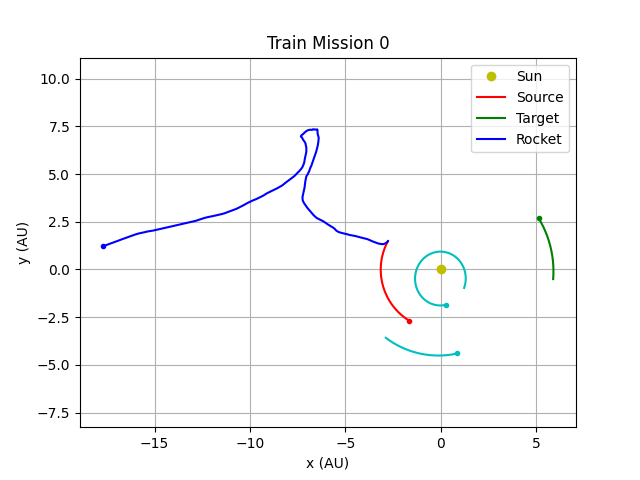 Train Mission 0
Sun
Source
Target
Rocket
10.0
7.5
5.0
2.5
0.0
−2.5
−5.0
−7.5
y (AU)
−15
−10
−5
0
5
x (AU)